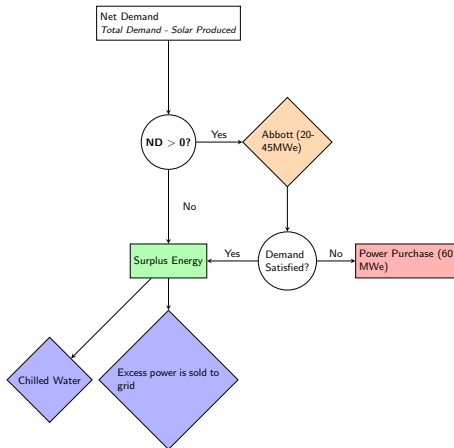 Net Demand
Total Demand - Solar Produced
ND > 0?
Yes
Abbott (20-
45MWe)
No
Surplus Energy
Yes
Demand
Satisfied?
No
Power Purchase (60
MWe)
Chilled Water
Excess power is sold to
grid